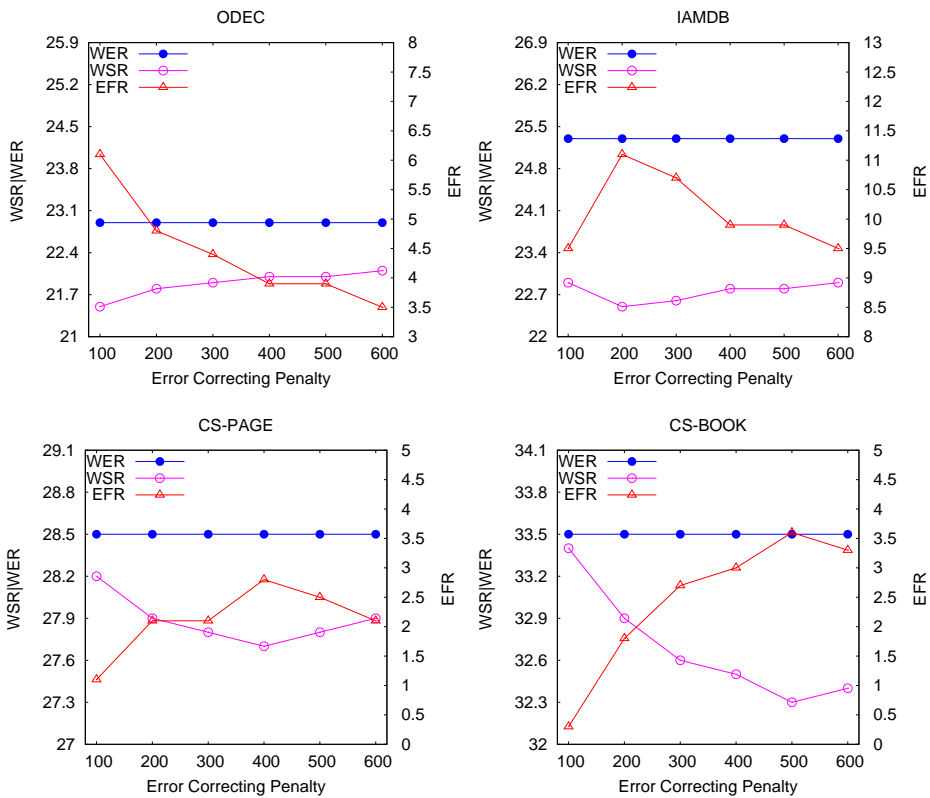 ODEC
WER
WSR
EFR
25.9
25.2
24.5
23.8
23.1
22.4
21.7
21
WSR|WER
8
7.5
7
6.5
6
5.5
5
4.5
4
3.5
3
EFR
100 200 300 400 500 600
Error Correcting Penalty
IAMDB
WER
WSR
EFR
26.9
26.2
25.5
24.8
24.1
23.4
22.7
22
WSR|WER
13
12.5
12
11.5
11
10.5
10
9.5
9
8.5
8
EFR
100 200 300 400 500 600
Error Correcting Penalty
CS-PAGE
WER
WSR
EFR
29.1
28.8
28.5
28.2
27.9
27.6
27.3
27
WSR|WER
5
4.5
4
3.5
3
2.5
2
1.5
1
0.5
0
EFR
100 200 300 400 500 600
Error Correcting Penalty
CS-BOOK
WER
WSR
EFR
34.1
33.8
33.5
33.2
32.9
32.6
32.3
32
WSR|WER
5
4.5
4
3.5
3
2.5
2
1.5
1
0.5
0
EFR
100 200 300 400 500 600
Error Correcting Penalty